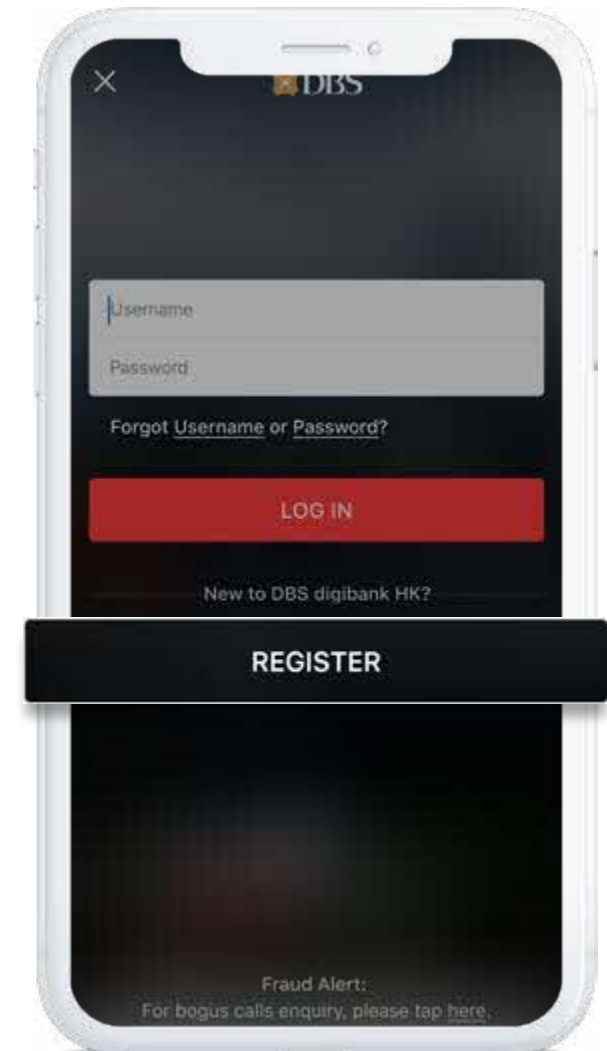 DBS
Username
Password
Forgot Username or Password?
LOG IN
New to DBS digibank HK?
REGISTER
Fraud Alert:
For bogus calls enquiry, please tap here.